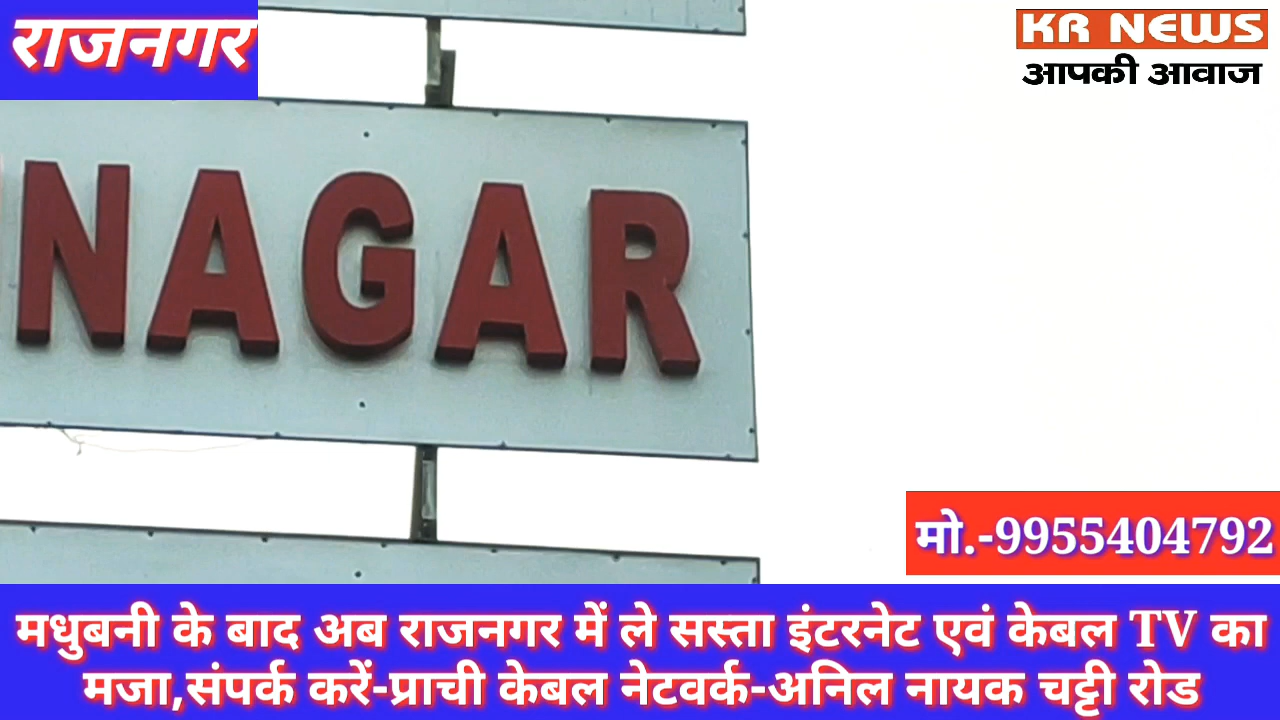 राजनगर
KR NEWS
आपकी आवाज
NAGAR
मो.-9955404792
मधुबनी के बाद अब राजनगर में ले सस्ता इंटरनेट एवं केबल TV का
मजा,संपर्क करें-प्राची केबल नेटवर्क-अनिल नायक चट्टी रोड